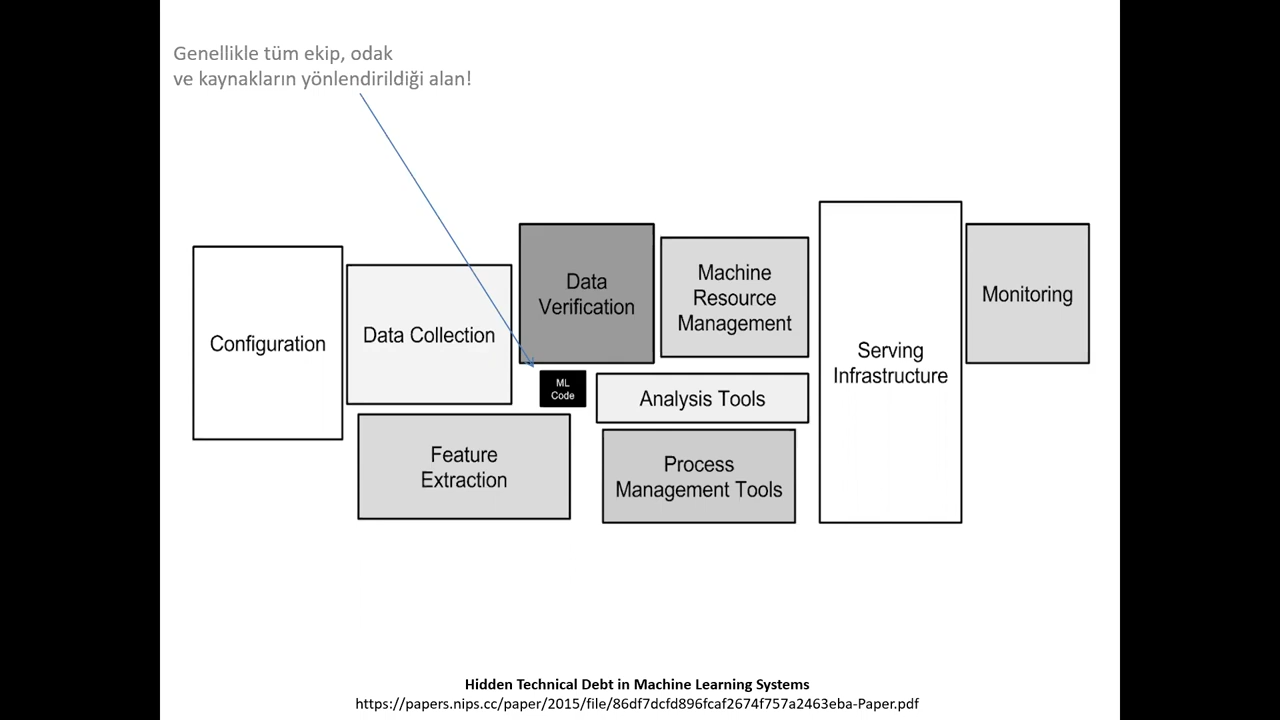 Genellikle tüm ekip, odak
ve kaynakların yönlendirildiği alan!
Configuration
Data Collection
Data
Verification
Machine
Resource
Management
Serving
Infrastructure
Monitoring
ML
Code
Analysis Tools
Feature
Extraction
Process
Management Tools
Hidden Technical Debt in Machine Learning Systems
https://papers.nips.cc/paper/2015/file/86df7dcfd896fcaf2674f757a2463eba-Paper.pdf